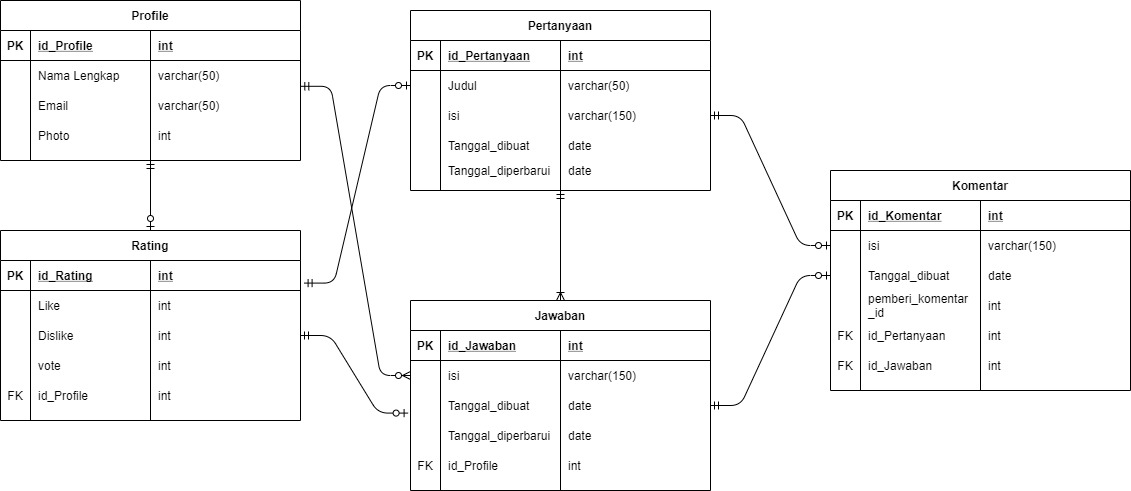 Profile
PK id_Profile int
Nama Lengkap varchar(50)
Email varchar(50)
Photo int
Pertanyaan
PK id_Pertanyaan int
Judul varchar(50)
isi varchar(150)
Tanggal_dibuat date
Tanggal_diperbarui date
Rating
PK id_Rating int
Like int
Dislike int
vote int
FK id_Profile int
Jawaban
PK id_Jawaban int
isi varchar(150)
Tanggal_dibuat date
Tanggal_diperbarui date
FK id_Profile int
Komentar
PK id_Komentar int
isi varchar(150)
Tanggal_dibuat date
pemberi_komentar
_id int
FK id_Pertanyaan int
FK id_Jawaban int